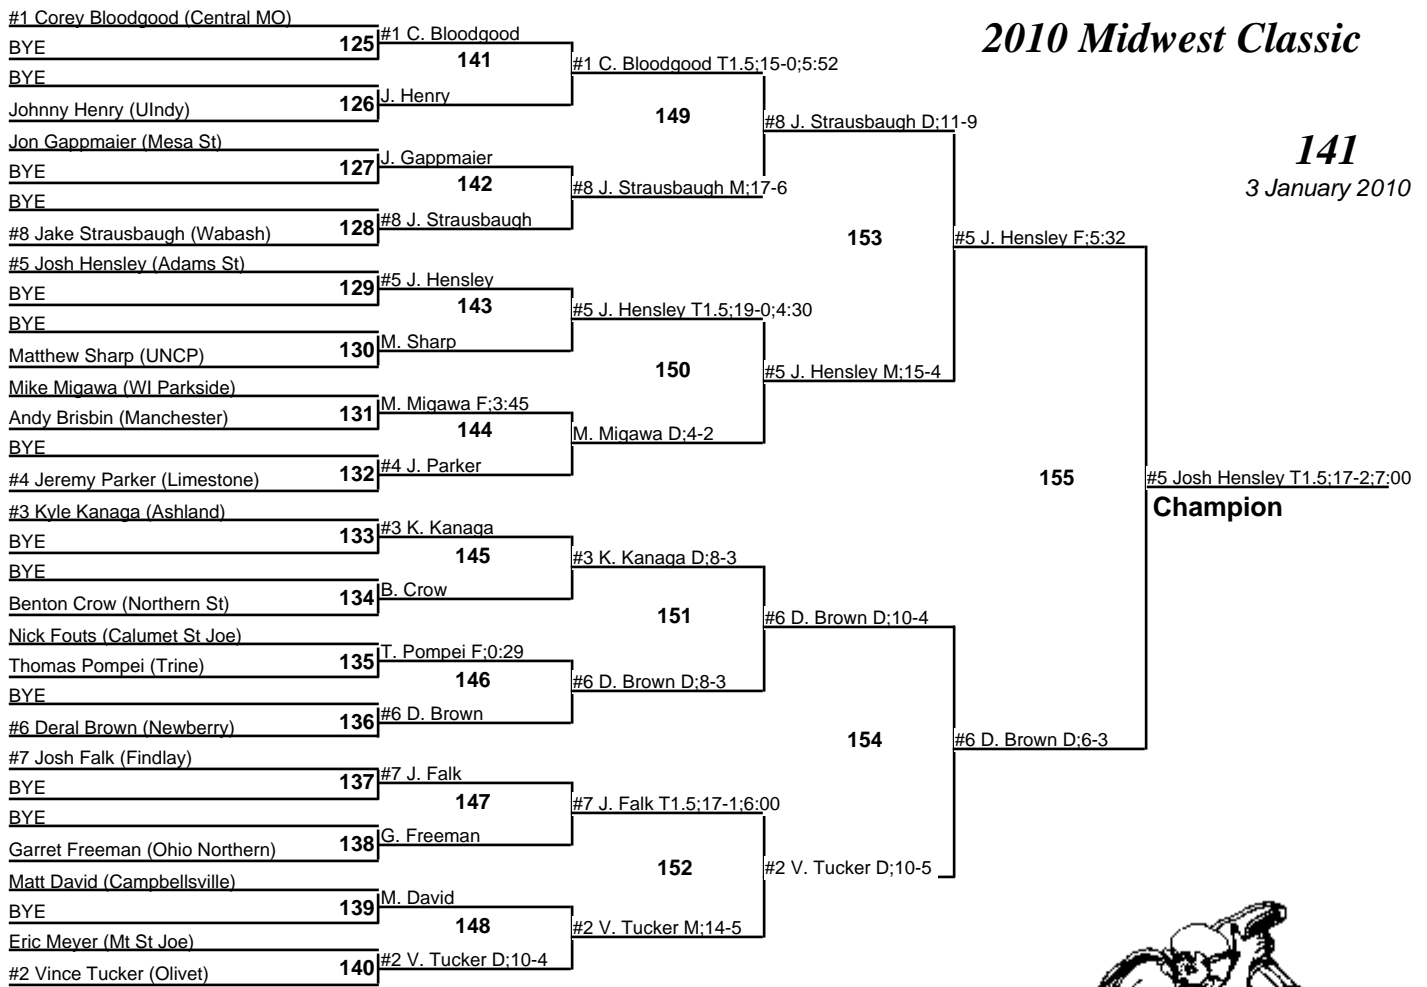 2010 Midwest Classic
141
3 January 2010
#1 Corey Bloodgood (Central MO)
BYE
125
BYE
Johnny Henry (UIndy)
126
Jon Gappmaier (Mesa St)
BYE
127
BYE
#8 Jake Strausbaugh (Wabash)
128
#5 Josh Hensley (Adams St)
BYE
129
BYE
Matthew Sharp (UNCP)
130
Mike Migawa (WI Parkside)
Andy Brisbin (Manchester)
131
BYE
#4 Jeremy Parker (Limestone)
132
#3 Kyle Kanaga (Ashland)
BYE
133
BYE
Benton Crow (Northern St)
134
Nick Fouts (Calumet St Joe)
Thomas Pompei (Trine)
135
BYE
#6 Deral Brown (Newberry)
136
#7 Josh Falk (Findlay)
BYE
137
BYE
Garret Freeman (Ohio Northern)
138
Matt David (Campbellsville)
BYE
139
Eric Meyer (Mt St Joe)
#2 Vince Tucker (Olivet)
140
#1 C. Bloodgood
141
J. Henry
J. Gappmaier
142
#8 J. Strausbaugh
#5 J. Hensley
143
M. Sharp
M. Migawa F;3:45
144
#4 J. Parker
#3 K. Kanaga
145
B. Crow
T. Pompei F;0:29
146
#6 D. Brown
#7 J. Falk
147
G. Freeman
M. David
148
#2 V. Tucker D;10-4
#1 C. Bloodgood T1.5;15-0;5:52
149
#8 J. Strausbaugh M;17-6
#5 J. Hensley T1.5;19-0;4:30
150
M. Migawa D;4-2
#3 K. Kanaga D;8-3
151
#6 D. Brown D;8-3
#7 J. Falk T1.5;17-1;6:00
152
#2 V. Tucker M;14-5
#8 J. Strausbaugh D;11-9
153
#5 J. Hensley M;15-4
#6 D. Brown D;10-4
154
#2 V. Tucker D;10-5
#5 J. Hensley F;5:32
155
#6 D. Brown D;6-3
#5 Josh Hensley T1.5;17-2;7:00
Champion